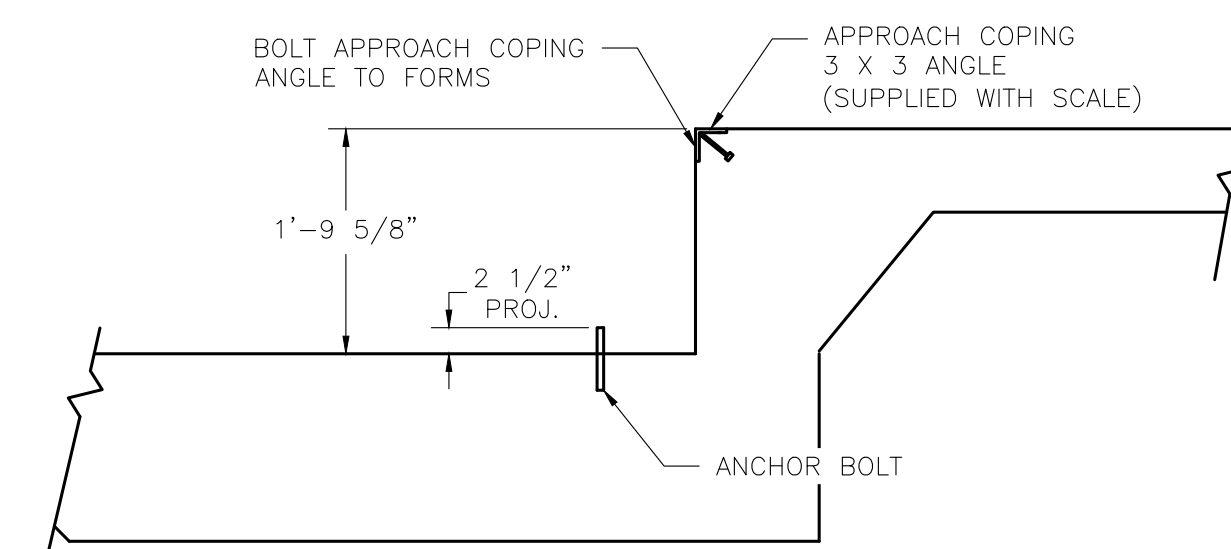 BOLT APPROACH COPING
ANGLE TO FORMS
APPROACH COPING
3 X 3 ANGLE
(SUPPLIED WITH SCALE)
1'-9 5/8"
2 1/2"
PROJ.
ANCHOR BOLT